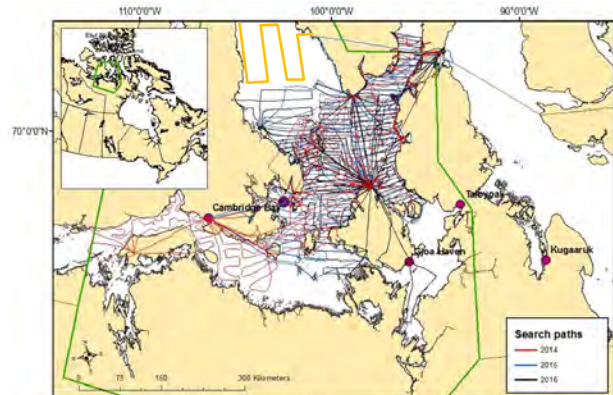 110°0'0"W
100°0'0"W
90°0'0"W
70°0'0"N
Cambridge Bay
Taloyoak
Gjoa Haven
Kugaaruk
Search paths
2014
2015
2016
0
75
150
300 Kilometers